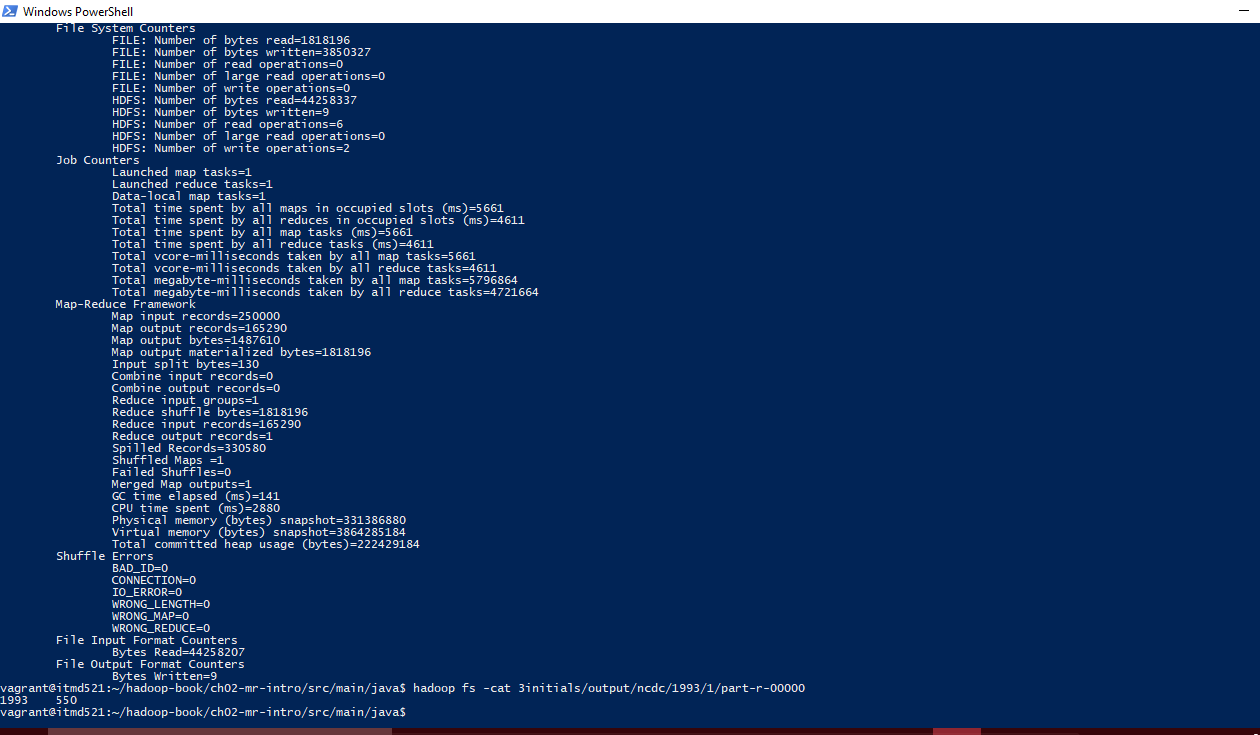 Windows PowerShell
File System Counters
FILE: Number of bytes read=1818196
FILE: Number of bytes written=3850327
FILE: Number of read operations=0
FILE: Number of large read operations=0
FILE: Number of write operations=0
HDFS: Number of bytes read=44258337
HDFS: Number of bytes written=9
HDFS: Number of read operations=6
HDFS: Number of large read operations=0
HDFS: Number of write operations=2
Job Counters
Launched map tasks=1
Launched reduce tasks=1
Data-local map tasks=1
Total time spent by all maps in occupied slots (ms)=5661
Total time spent by all reduces in occupied slots (ms)=4611
Total time spent by all map tasks (ms)=5661
Total time spent by all reduce tasks (ms)=4611
Total vcore-milliseconds taken by all map tasks=5661
Total vcore-milliseconds taken by all reduce tasks=4611
Total megabyte-milliseconds taken by all map tasks=5796864
Total megabyte-milliseconds taken by all reduce tasks=4721664
Map-Reduce Framework
Map input records=250000
Map output records=165290
Map output bytes=1487610
Map output materialized bytes=1818196
Input split bytes=130
Combine input records=0
Combine output records=0
Reduce input groups=1
Reduce shuffle bytes=1818196
Reduce input records=165290
Reduce output records=1
Spilled Records=330580
Shuffled Maps =1
Failed Shuffles=0
Merged Map outputs=1
GC time elapsed (ms)=141
CPU time spent (ms)=2880
Physical memory (bytes) snapshot=331386880
Virtual memory (bytes) snapshot=3864285184
Total committed heap usage (bytes)=222429184
Shuffle Errors
BAD_ID=0
CONNECTION=0
IO_ERROR=0
WRONG_LENGTH=0
WRONG_MAP=0
WRONG_REDUCE=0
File Input Format Counters
Bytes Read=44258207
File Output Format Counters
Bytes Written=9
vagrant@itmd521:~/hadoop-book/ch02-mr-intro/src/main/java$ hadoop fs -cat 3initials/output/ncdc/1993/1/part-r-00000
1993    550
vagrant@itmd521:~/hadoop-book/ch02-mr-intro/src/main/java$